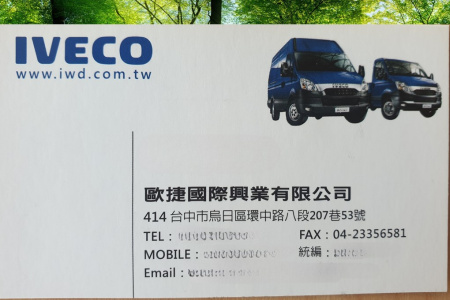 IVECO
www.iwd.com.tw
歐捷國際興業有限公司
414 台中市烏日區環中路八段207巷53號
TEL： FAX：04-23356581
MOBILE： 統編：
Email：